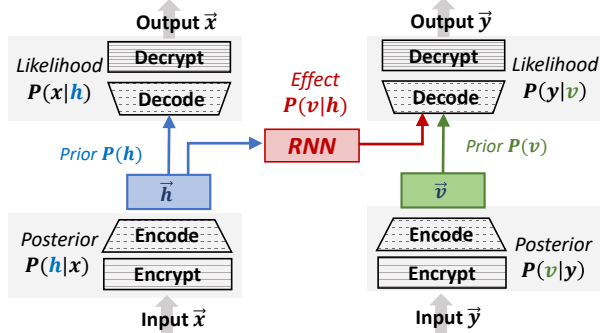 Output x⃗
Output y⃗
Decrypt
Decrypt
Likelihood
P(x|h)
Decode
Effect
P(v|h)
Decode
Likelihood
P(y|v)
Prior P(h)
RNN
Prior P(v)
h⃗
v⃗
Posterior
P(h|x)
Encode
Encrypt
Encode
Encrypt
Posterior
P(v|y)
Input x⃗
Input y⃗